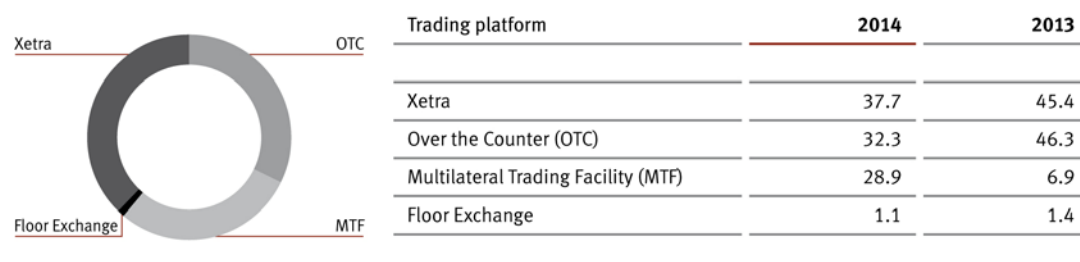 Xetra
OTC
Floor Exchange
MTF
Trading platform 2014 2013
Xetra 37.7 45.4
Over the Counter (OTC) 32.3 46.3
Multilateral Trading Facility (MTF) 28.9 6.9
Floor Exchange 1.1 1.4